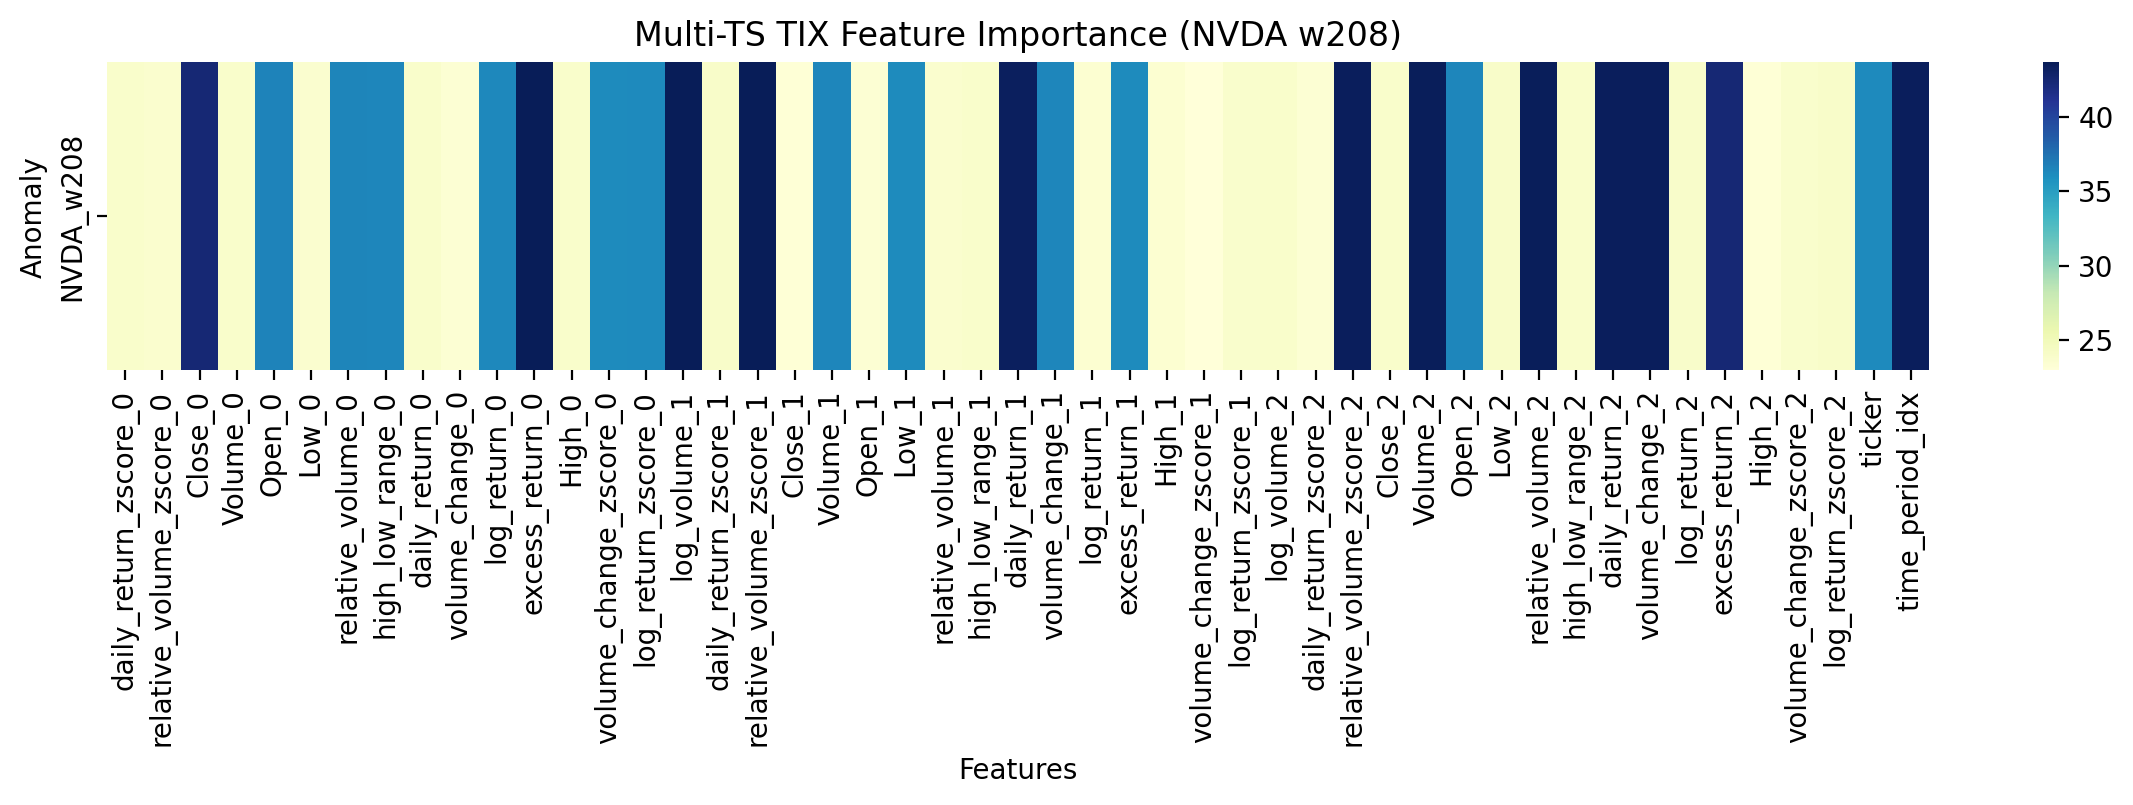 Multi-TS TIX Feature Importance (NVDA w208)
Anomaly
NVDA_w208
40
35
30
25
daily_return_zscore_0
relative_volume_zscore_0
Close_0
Volume_0
Open_0
Low_0
relative_volume_0
high_low_range_0
daily_return_0
volume_change_0
log_return_0
excess_return_0
High_0
volume_change_zscore_0
log_return_zscore_0
log_volume_1
daily_return_zscore_1
relative_volume_zscore_1
Close_1
Volume_1
Open_1
Low_1
relative_volume_1
high_low_range_1
daily_return_1
volume_change_1
log_return_1
excess_return_1
High_1
volume_change_zscore_1
log_return_zscore_1
log_volume_2
daily_return_zscore_2
relative_volume_zscore_2
Close_2
Volume_2
Open_2
Low_2
relative_volume_2
high_low_range_2
daily_return_2
volume_change_2
log_return_2
excess_return_2
High_2
volume_change_zscore_2
log_return_zscore_2
ticker
time_period_idx
Features